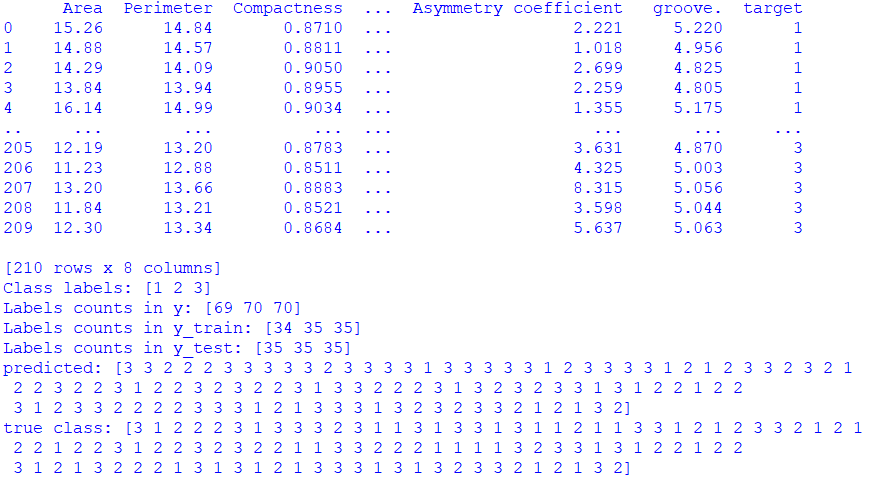 Area  Perimeter  Compactness  ...  Asymmetry coefficient   groove.  target
0    15.26      14.84       0.8710  ...                  2.221     5.220       1
1    14.88      14.57       0.8811  ...                  1.018     4.956       1
2    14.29      14.09       0.9050  ...                  2.699     4.825       1
3    13.84      13.94       0.8955  ...                  2.259     4.805       1
4    16.14      14.99       0.9034  ...                  1.355     5.175       1
..     ...        ...          ...  ...                    ...       ...     ...
205  12.19      13.20       0.8783  ...                  3.631     4.870       3
206  11.23      12.88       0.8511  ...                  4.325     5.003       3
207  13.20      13.66       0.8883  ...                  8.315     5.056       3
208  11.84      13.21       0.8521  ...                  3.598     5.044       3
209  12.30      13.34       0.8684  ...                  5.637     5.063       3
[210 rows x 8 columns]
Class labels: [1 2 3]
Labels counts in y: [69 70 70]
Labels counts in y_train: [34 35 35]
Labels counts in y_test: [35 35 35]
predicted: [3 3 2 2 2 3 3 3 3 3 2 3 3 3 3 1 3 3 3 3 3 1 2 3 3 3 3 1 2 1 2 3 3 2 3 2 1
 2 2 3 2 2 3 1 2 2 3 2 3 2 2 3 1 3 3 2 2 2 3 1 3 2 3 2 3 3 1 3 1 2 2 1 2 2
 3 1 2 3 3 2 2 2 2 3 3 3 1 2 1 3 3 3 1 3 2 3 2 3 3 2 1 2 1 3 2]
true class: [3 1 2 2 2 3 1 3 3 3 2 3 1 1 3 1 3 3 1 3 1 1 2 1 1 3 3 1 2 1 2 3 3 2 1 2 1
 2 2 1 2 2 3 1 2 2 3 2 3 2 2 1 1 3 3 2 2 2 1 1 1 1 3 2 3 3 1 3 1 2 2 1 2 2
 3 1 2 1 3 2 2 2 1 3 1 3 1 2 1 3 3 3 1 3 1 3 2 3 3 2 1 2 1 3 2]